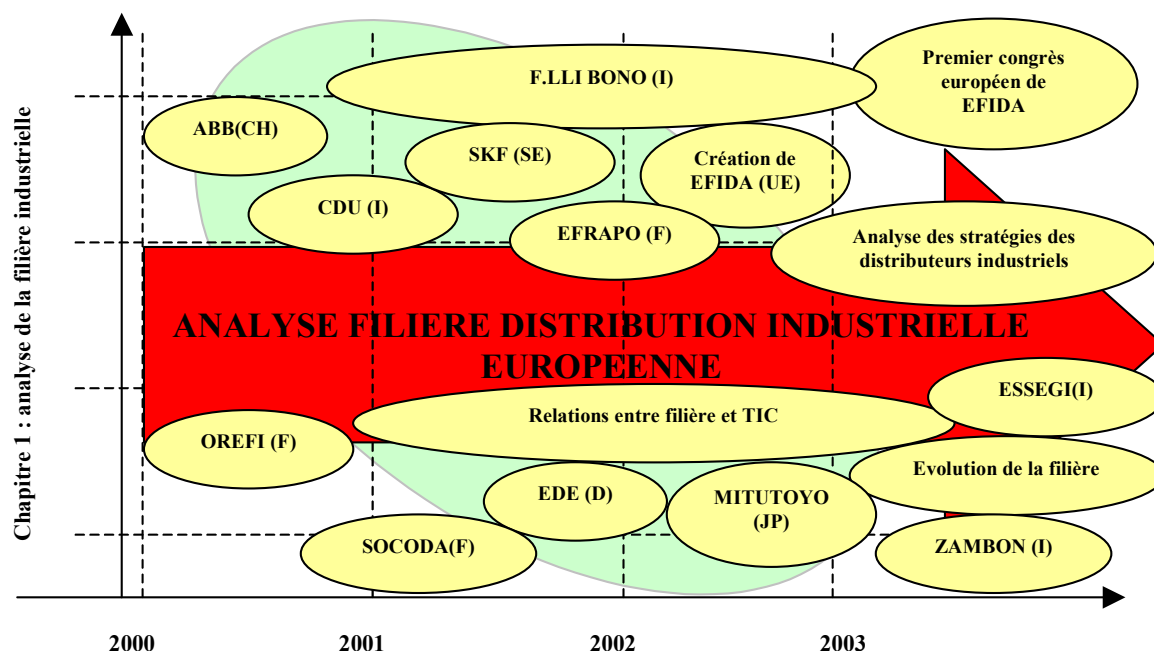 Chapitre 1 : analyse de la filière industrielle
F.LLI BONO (I)
Premier congrès
européen de
EFIDA
ABB(CH)
SKF (SE)
Création de
EFIDA (UE)
CDU (I)
EFRAPO (F)
Analyse des stratégies des
distributeurs industriels
ANALYSE FILIERE DISTRIBUTION INDUSTRIELLE
EUROPEENNE
ESSEGI(I)
Relations entre filière et TIC
OREFI (F)
Evolution de la filière
EDE (D)
MITUTOYO
(JP)
SOCODA(F)
ZAMBON (I)
2000
2001
2002
2003